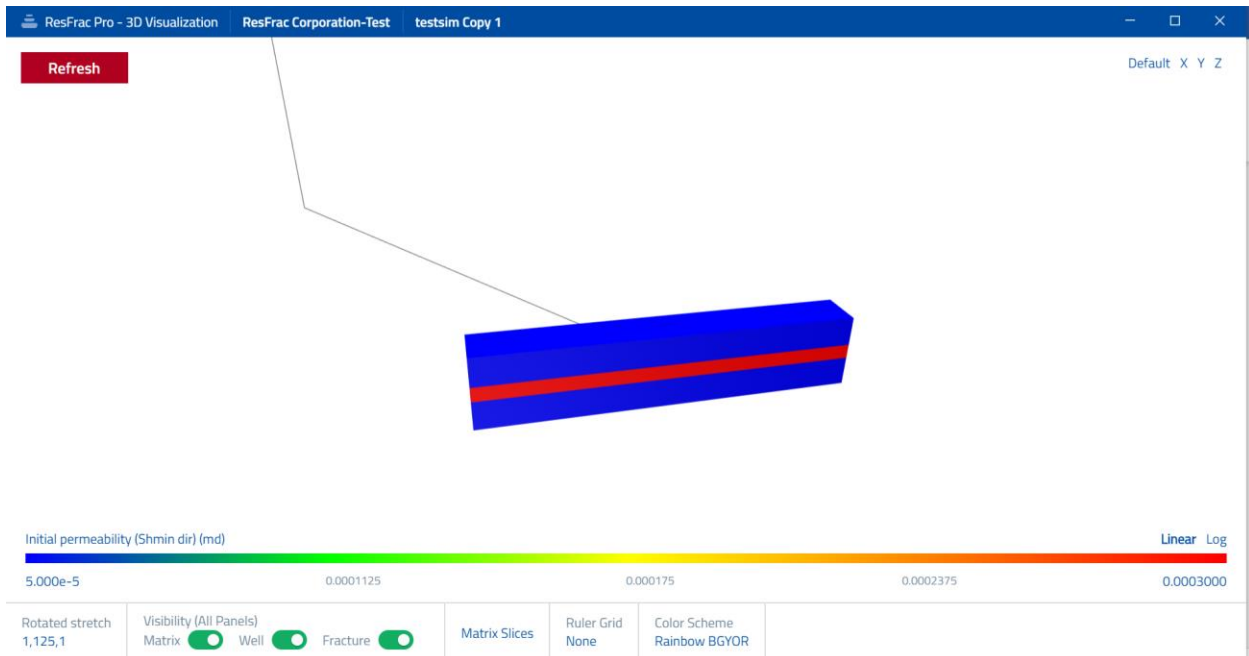 ResFrac Pro - 3D Visualization ResFrac Corporation-Test testsim Copy 1
Refresh
Default X Y Z
Initial permeability (Shmin dir) (md)
Linear Log
5.000e-5 0.0001125 0.000175 0.0002375 0.0003000
Rotated stretch
1,125,1
Visibility (All Panels)
Matrix Well Fracture
Matrix Slices
Ruler Grid
None
Color Scheme
Rainbow BGYOR